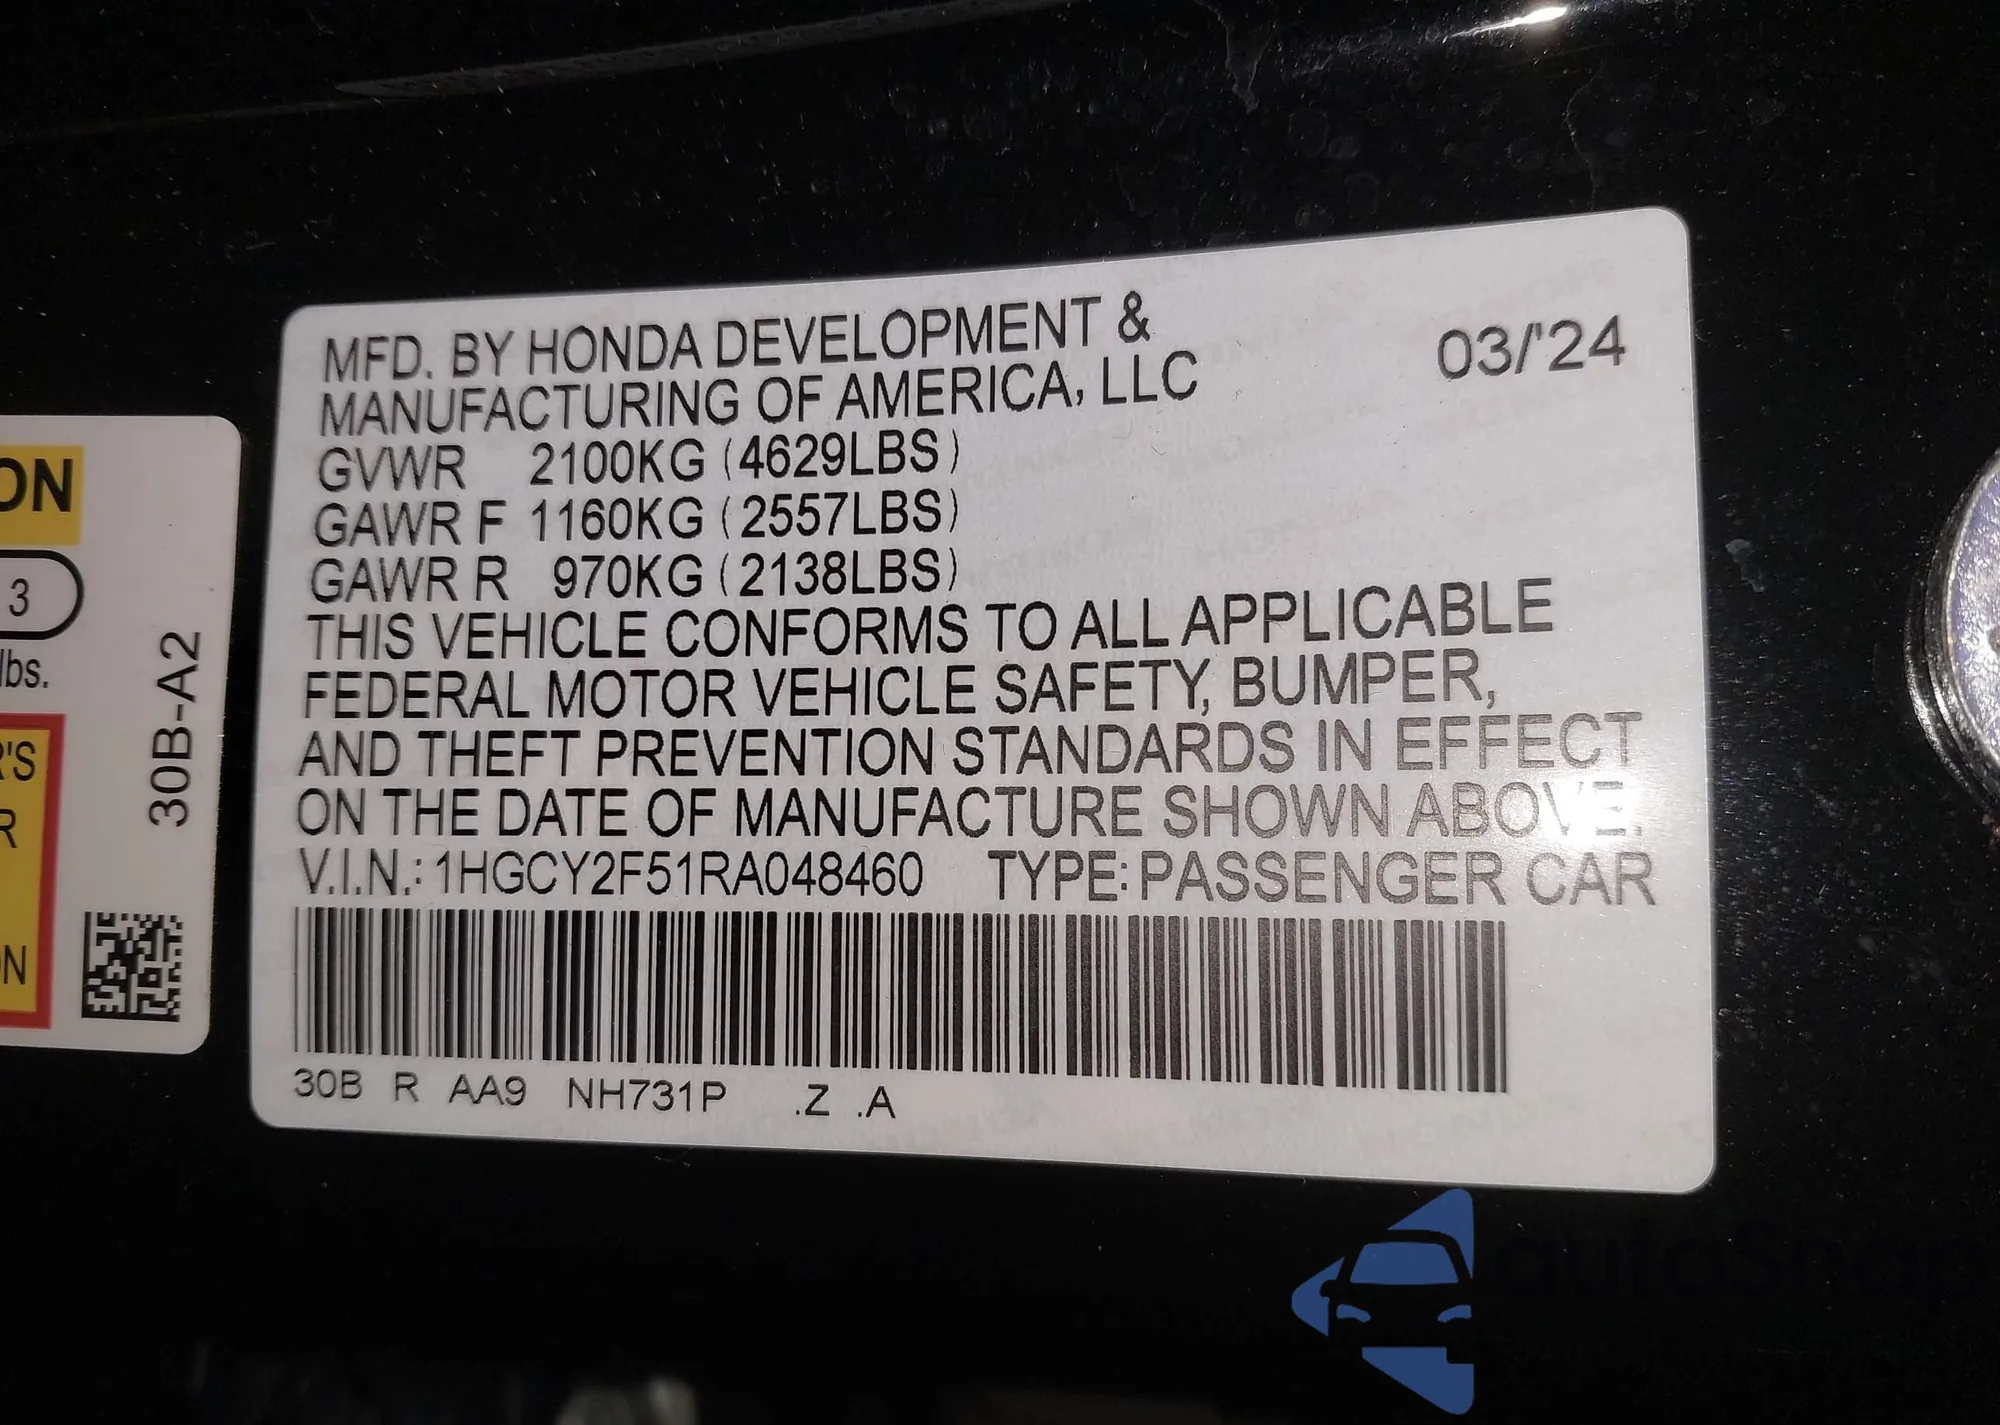 MFD. BY HONDA DEVELOPMENT &
MANUFACTURING OF AMERICA, LLC
03/'24
GVWR 2100KG (4629LBS)
GAWR F 1160KG (2557LBS)
GAWR R 970KG (2138LBS)
THIS VEHICLE CONFORMS TO ALL APPLICABLE
FEDERAL MOTOR VEHICLE SAFETY, BUMPER,
AND THEFT PREVENTION STANDARDS IN EFFECT
ON THE DATE OF MANUFACTURE SHOWN ABOVE.
V.I.N.: 1HGCY2F51RA048460 TYPE: PASSENGER CAR
30B R AA9 NH731P .Z .A
ON
3
lbs.
30B-A2
R'S
R
ON